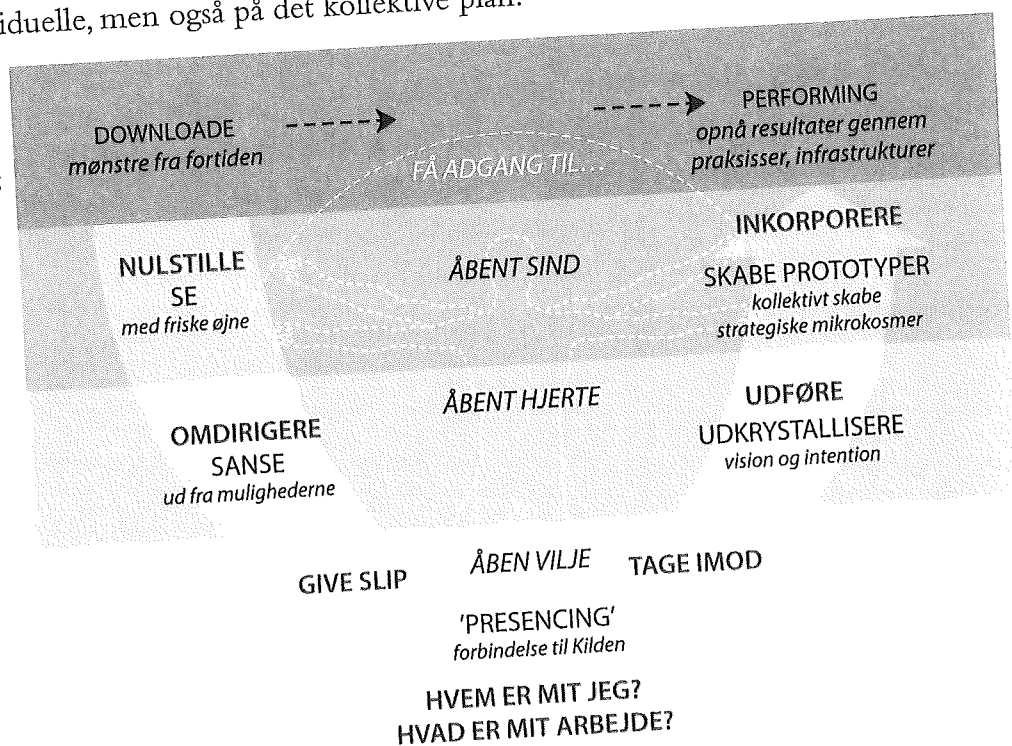 iduelle, men også på det kollektive plan.
DOWNLOADE
mønstre fra fortiden
FÅ ADGANG TIL...
PERFORMING
opnå resultater gennem
praksisser, infrastrukturer
NULSTILLE
SE
med friske øjne
ÅBENT SIND
INKORPORERE
SKABE PROTOTYPER
kollektivt skabe
strategiske mikrokosmer
OMDIRIGERE
SANSE
ud fra mulighederne
ÅBENT HJERTE
UDFØRE
UDKRYSTALLISERE
vision og intention
GIVE SLIP
ÅBEN VILJE
TAGE IMOD
'PRESENCING'
forbindelse til Kilden
HVEM ER MIT JEG?
HVAD ER MIT ARBEJDE?